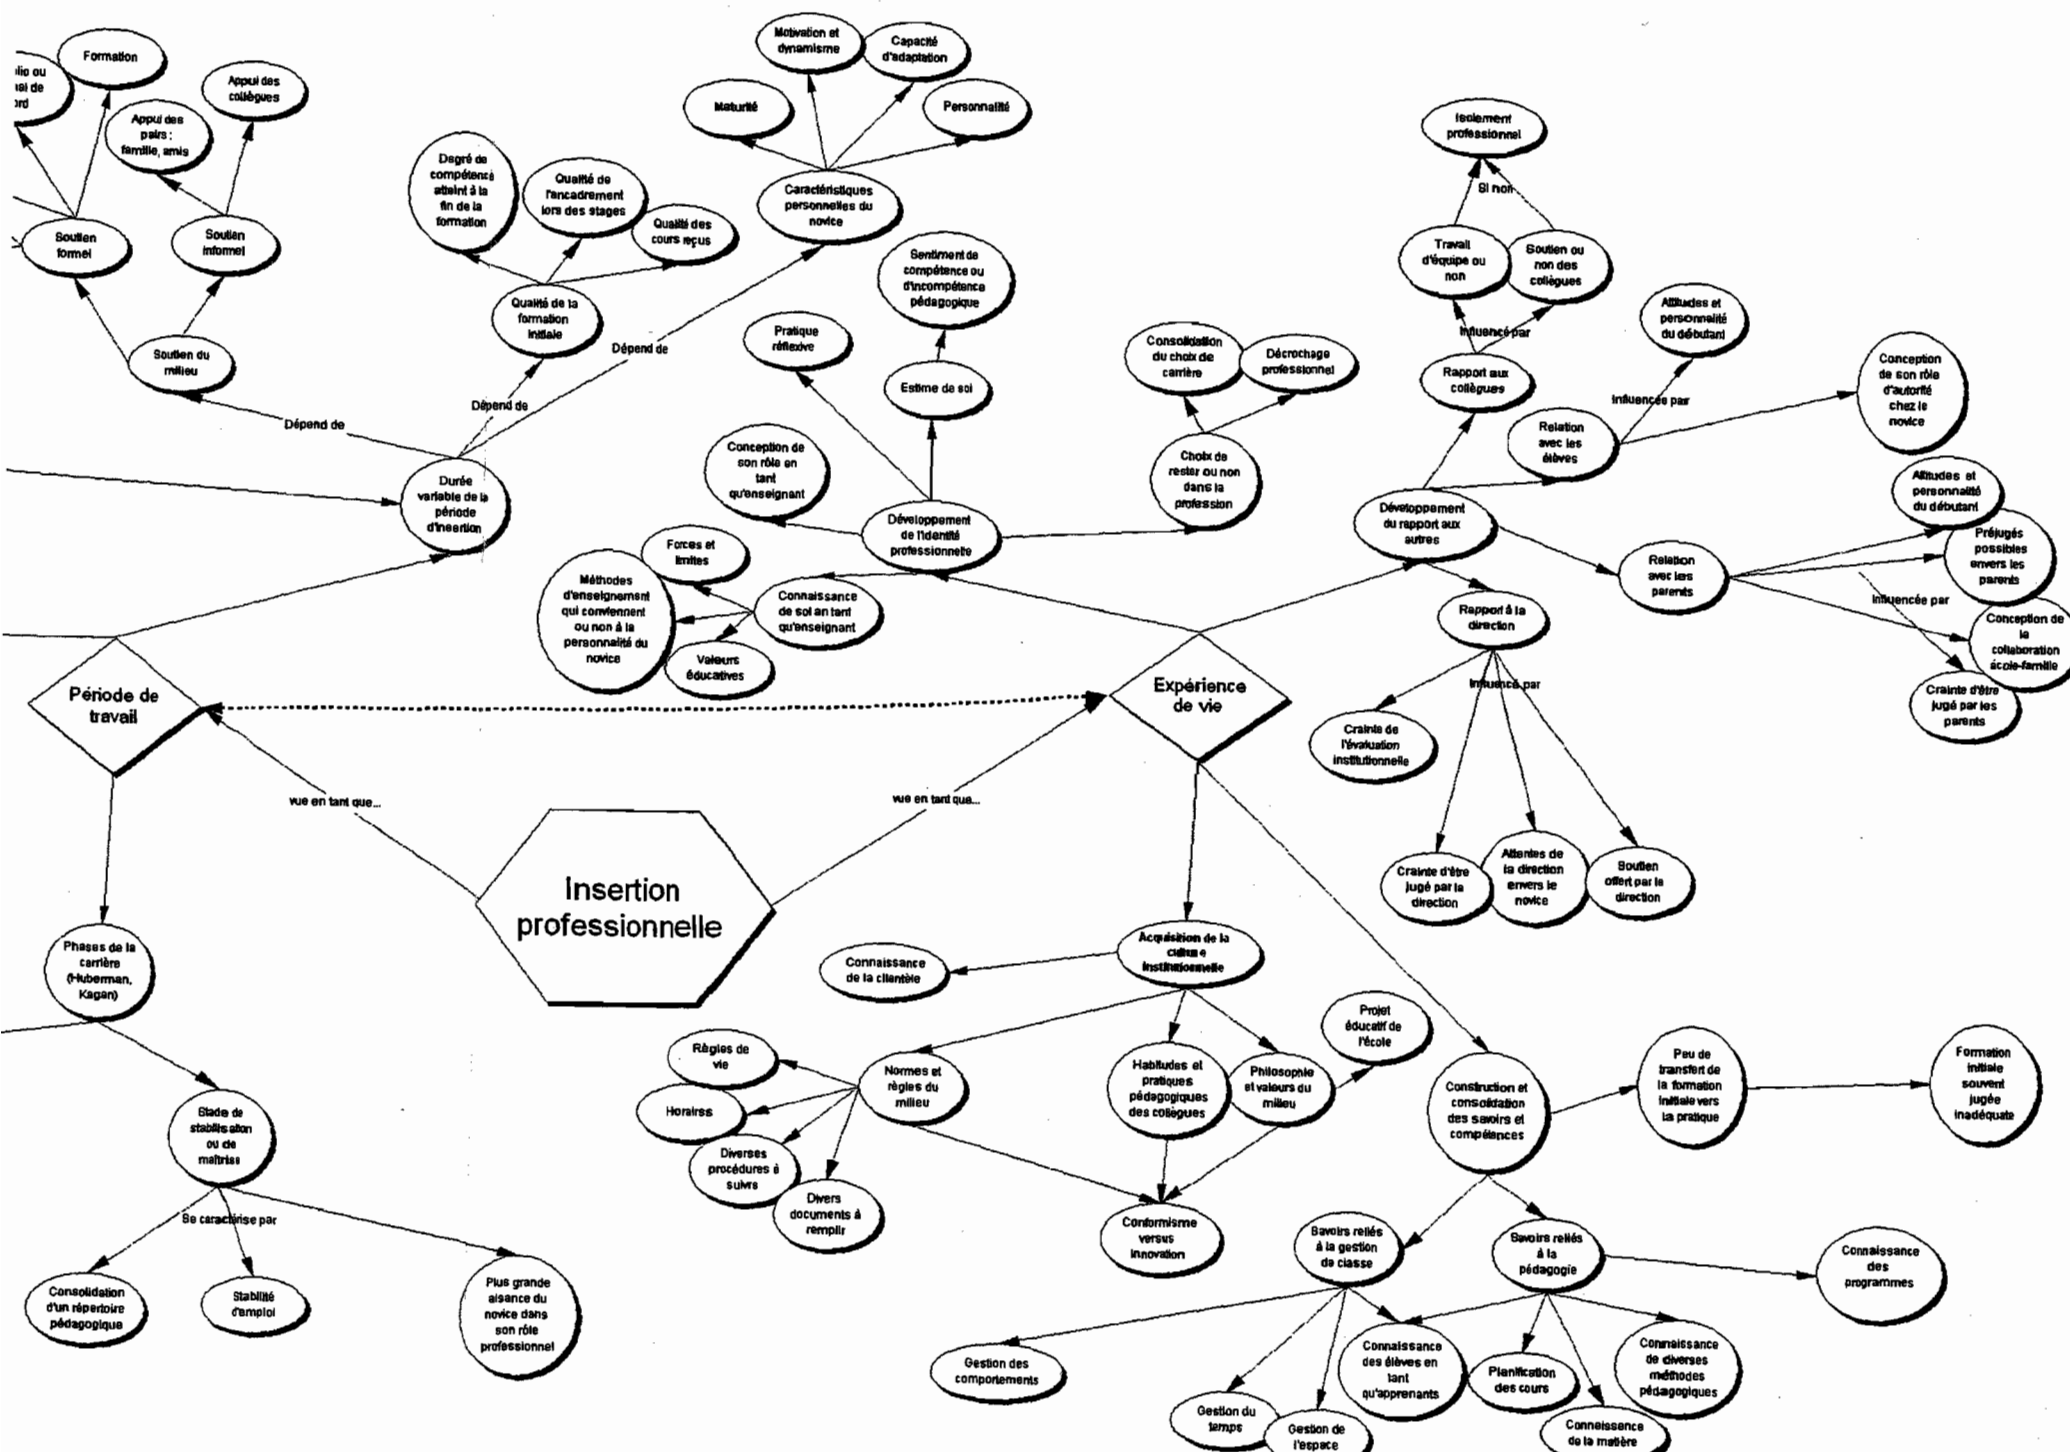 Formation
Appui des
collègues
Appui des
pairs :
famille, amis
Soutien
formel
Soutien
informel
Soutien du
milieu
Dépend de
Durée
variable de la
période
d'insertion
Degré de
compétence
atteint à la
fin de la
formation
Qualité de
l'encadrement
lors des stages
Qualité des
cours reçus
Qualité de la
formation
initiale
Dépend de
Dépend de
Motivation et
dynamisme
Capacité
d'adaptation
Maturité
Personnalité
Caractéristiques
personnelles du
novice
Sentiment de
compétence ou
d'incompétence
pédagogique
Pratique
réflexive
Estime de soi
Conception de
son rôle en
tant
qu'enseignant
Développement
de l'identité
professionnelle
Consolidation
du choix de
carrière
Décrochage
professionnel
Choix de
rester ou non
dans la
profession
Forces et
limites
Méthodes
d'enseignement
qui conviennent
ou non à la
personnalité du
novice
Connaissance
de soi en tant
qu'enseignant
Valeurs
éducatives
Isolement
professionnel
Si non
Travail
d'équipe ou
non
Soutien ou
non des
collègues
Influencé par
Rapport aux
collègues
Attitudes et
personnalité
du débutant
Influencée par
Relation
avec les
élèves
Conception
de son rôle
d'autorité
chez le
novice
Développement
du rapport aux
autres
Relation
avec les
parents
Attitudes et
personnalité
du débutant
Préjugés
possibles
envers les
parents
Influencée par
Conception de
la
collaboration
école-famille
Crainte d'être
jugé par les
parents
Rapport à la
direction
Influencé par
Crainte de
l'évaluation
institutionnelle
Crainte d'être
jugé par la
direction
Attentes de
la direction
envers le
novice
Soutien
offert par la
direction
Période de
travail
Expérience
de vie
vue en tant que...
vue en tant que...
Insertion
professionnelle
Phases de la
carrière
(Huberman,
Kagan)
Stade de
stabilisation
ou de
maîtrise
Se caractérise par
Consolidation
d'un répertoire
pédagogique
Stabilité
d'emploi
Plus grande
aisance du
novice dans
son rôle
professionnel
Acquisition de la
culture
institutionnelle
Connaissance
de la clientèle
Règles de
vie
Horaires
Diverses
procédures à
suivre
Divers
documents à
remplir
Normes et
règles du
milieu
Habitudes et
pratiques
pédagogiques
des collègues
Philosophie
et valeurs du
milieu
Projet
éducatif de
l'école
Conformisme
versus
innovation
Construction et
consolidation
des savoirs et
compétences
Peu de
transfert de
la formation
initiale vers
la pratique
Formation
initiale
souvent
jugée
inadéquate
Savoirs reliés
à la gestion
de classe
Savoirs reliés
à la
pédagogie
Connaissance
des
programmes
Gestion des
comportements
Gestion du
temps
Gestion de
l'espace
Connaissance
des élèves en
tant
qu'apprenants
Planification
des cours
Connaissance
de la matière
Connaissance
de diverses
méthodes
pédagogiques